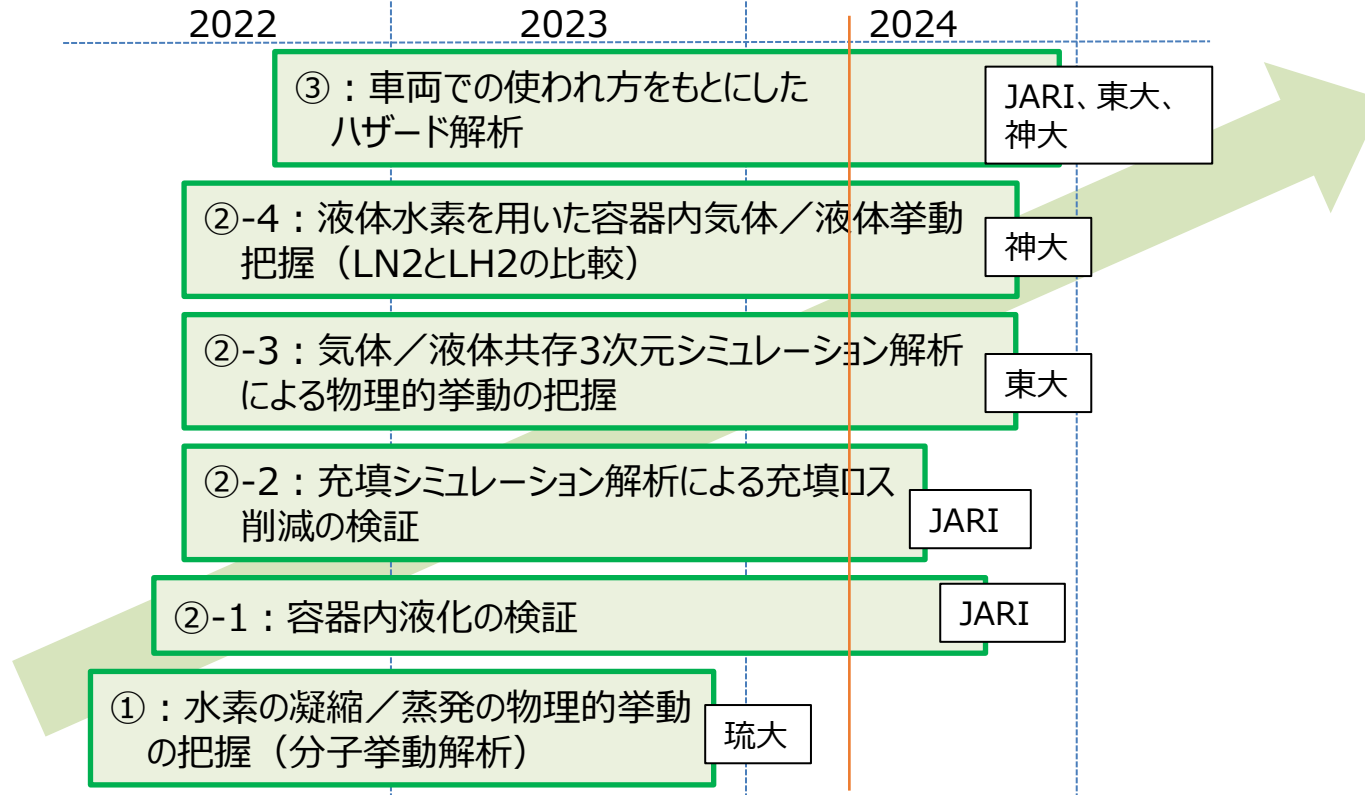 2022 2023 2024
③：車両での使われ方をもとにした
ハザード解析
JARI、東大、
神大
②-4：液体水素を用いた容器内気体／液体挙動
把握（LN2とLH2の比較）
神大
②-3：気体／液体共存3次元シミュレーション解析
による物理的挙動の把握
東大
②-2：充填シミュレーション解析による充填ロス
削減の検証
JARI
②-1：容器内液化の検証
JARI
①：水素の凝縮／蒸発の物理的挙動
の把握（分子挙動解析）
琉大